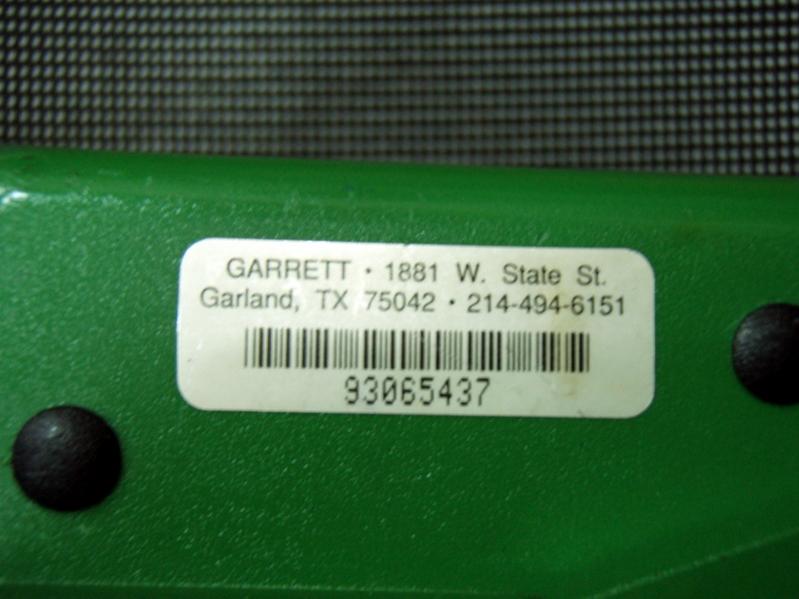 GARRETT · 1881 W. State St.
Garland, TX 75042 · 214-494-6151
93065437